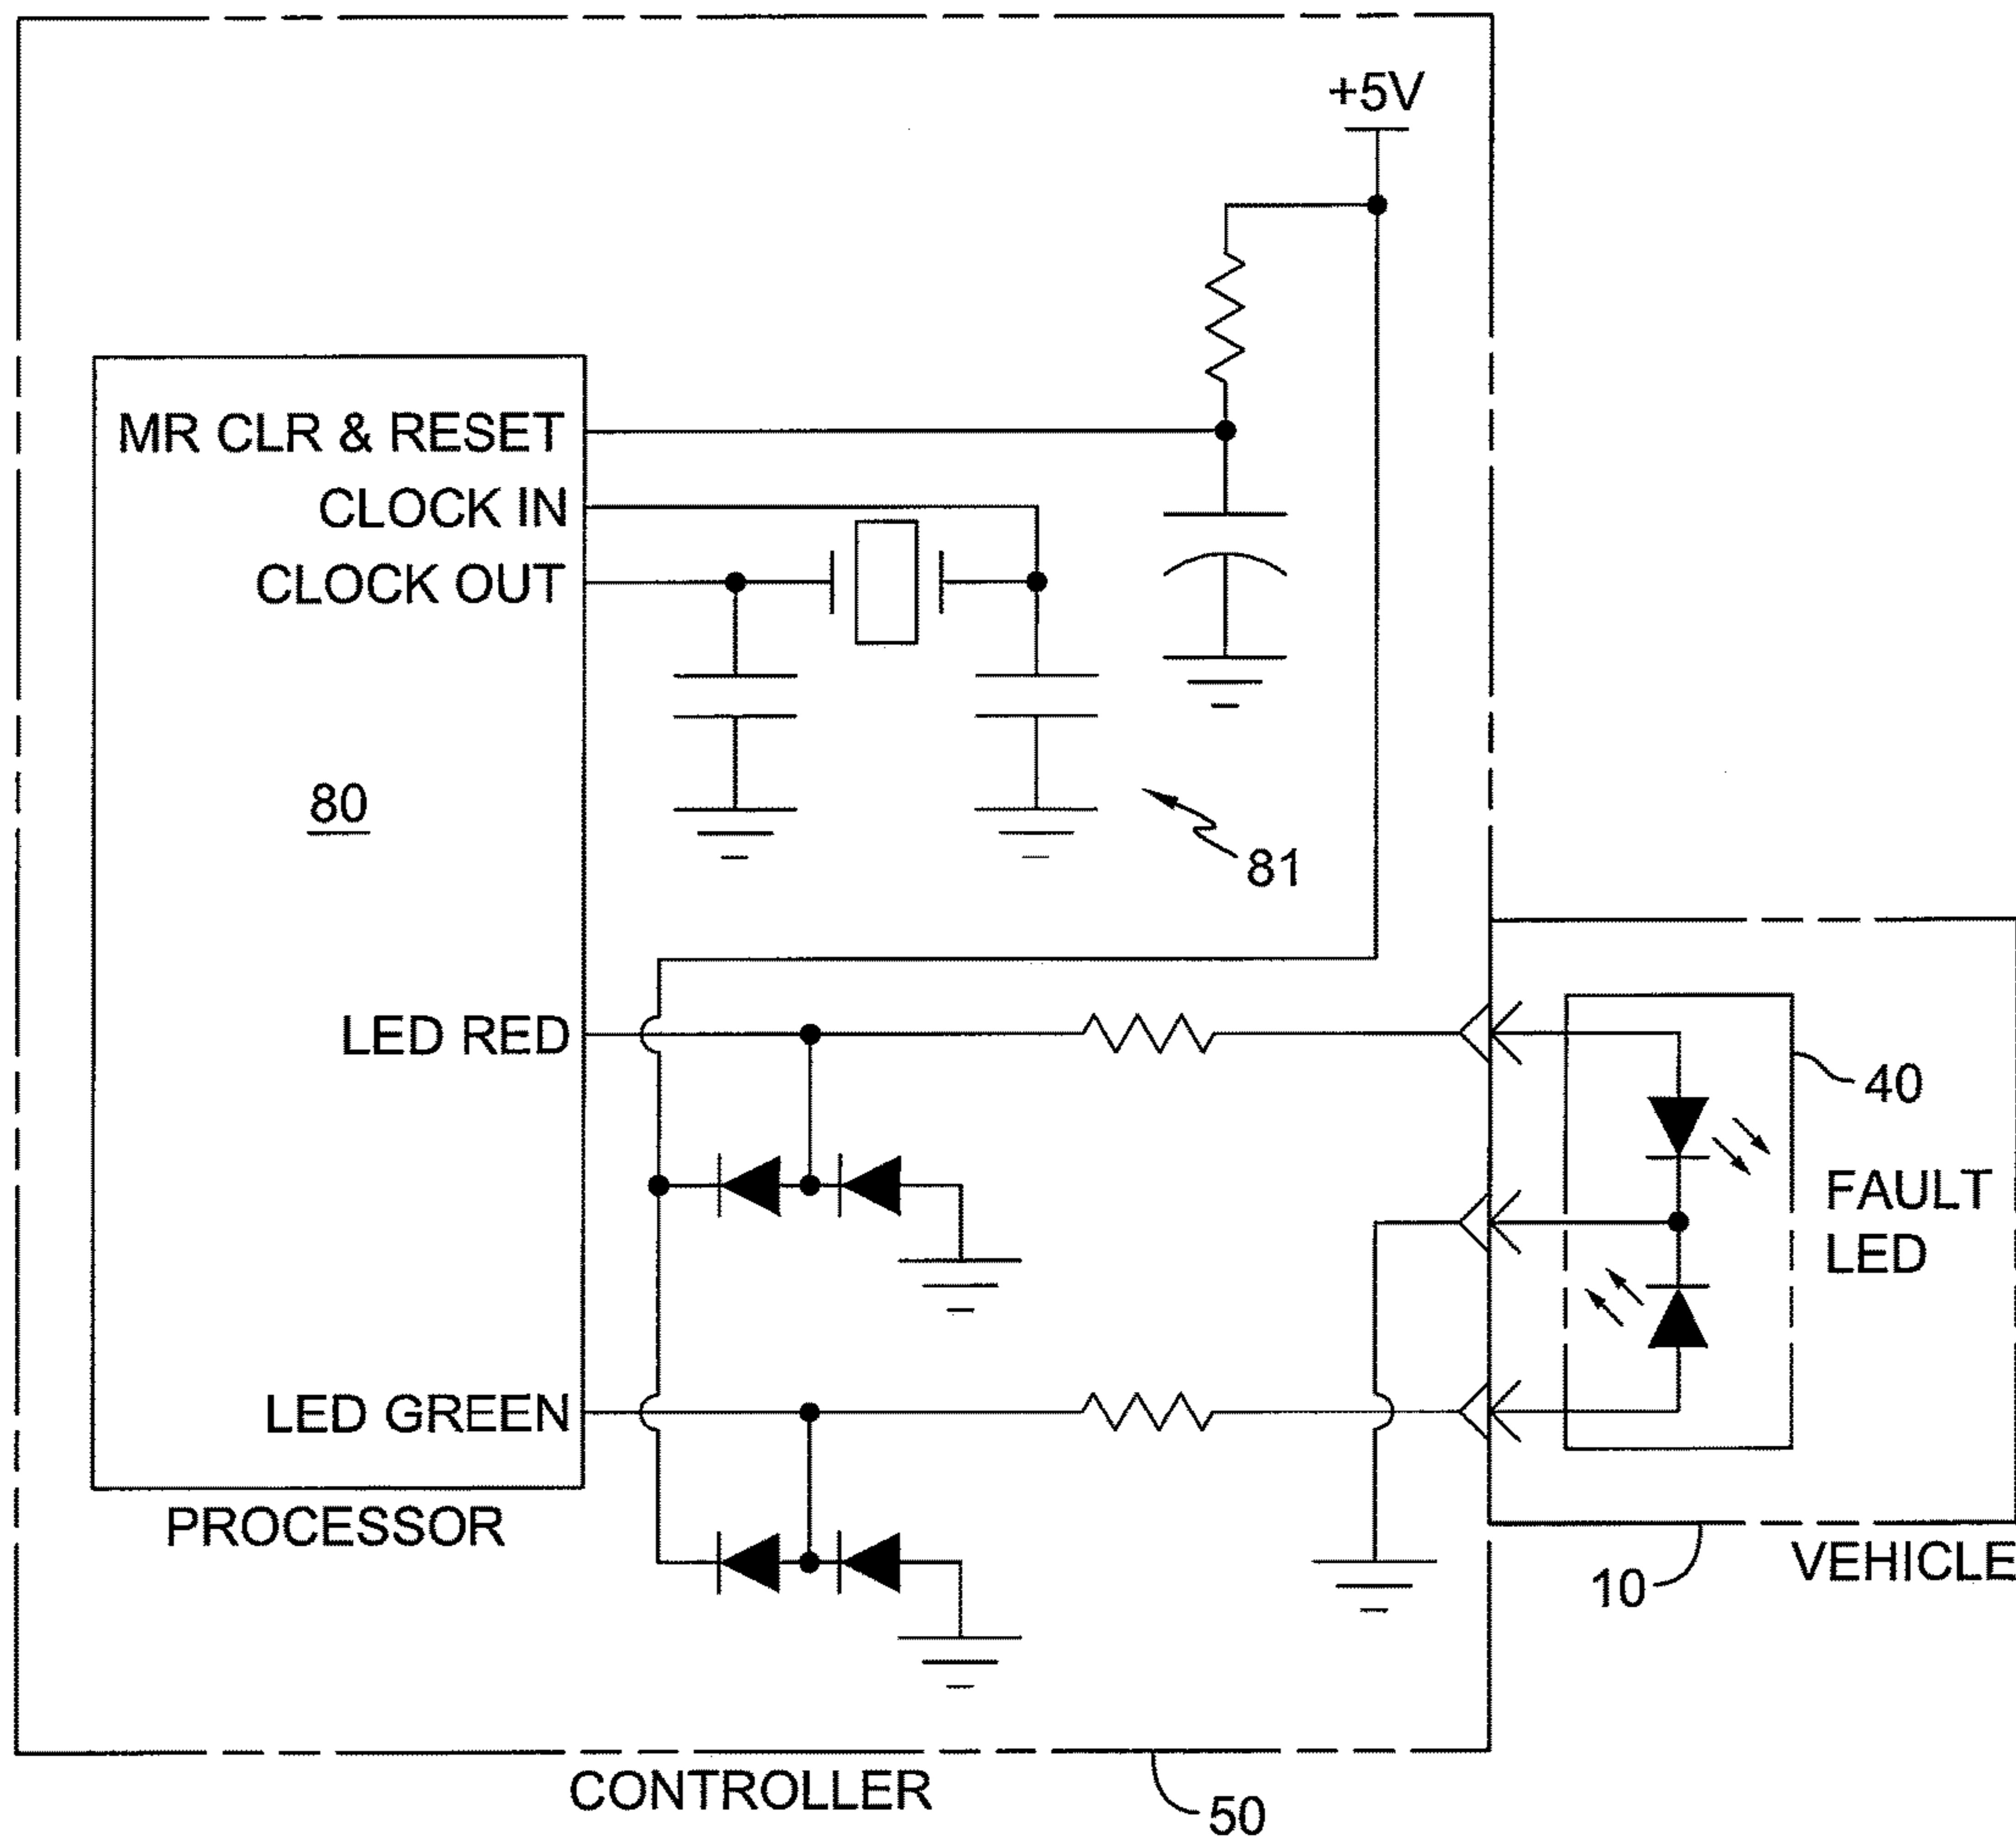 +5V
MR CLR & RESET
CLOCK IN
CLOCK OUT
80
81
LED RED
40
FAULT
LED
LED GREEN
PROCESSOR
10
VEHICLE
CONTROLLER
50